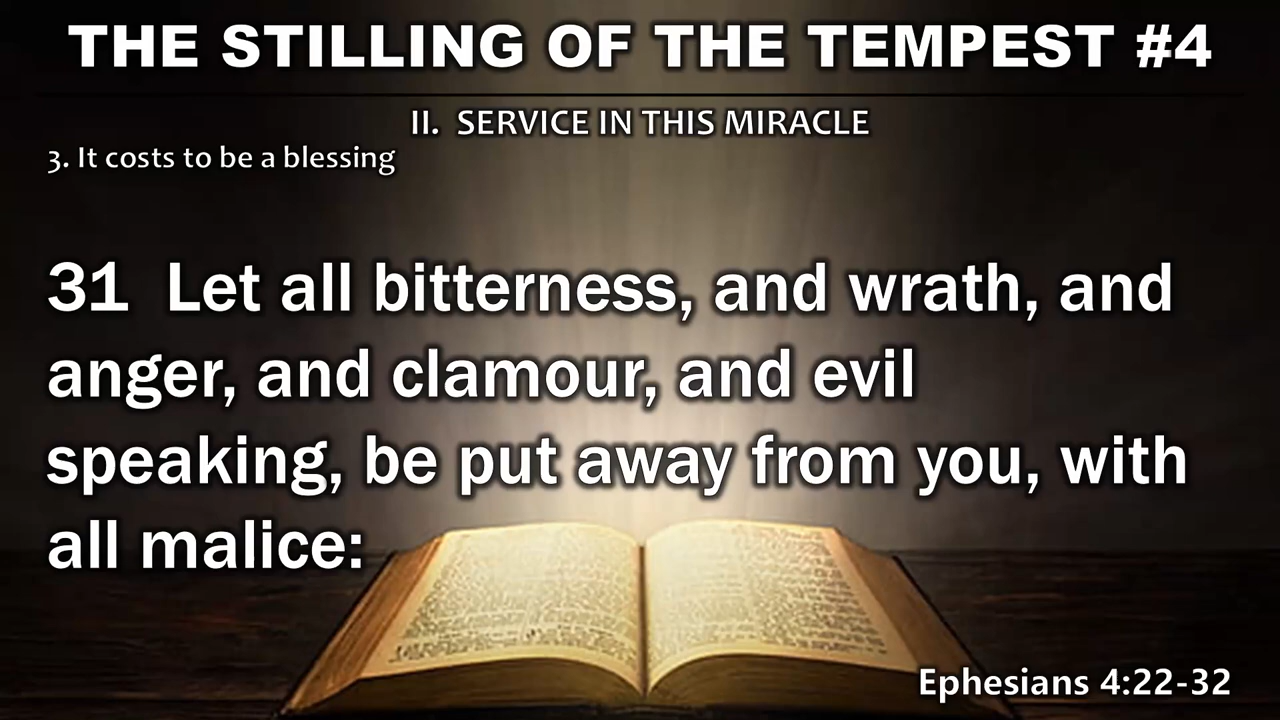 THE STILLING OF THE TEMPEST #4
II.  SERVICE IN THIS MIRACLE
3. It costs to be a blessing
31  Let all bitterness, and wrath, and
anger, and clamour, and evil
speaking, be put away from you, with
all malice:
Ephesians 4:22-32